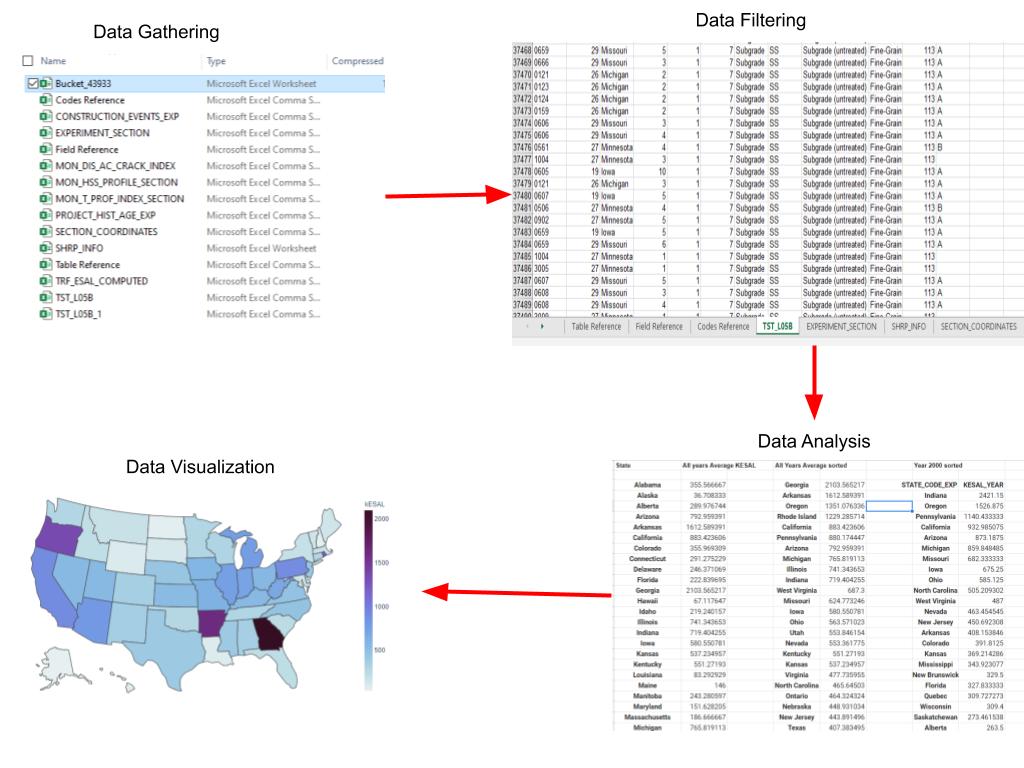 Data Gathering
Name Type Compressed
Bucket_43933 Microsoft Excel Worksheet 1
Codes Reference Microsoft Excel Comma S...
CONSTRUCTION_EVENTS_EXP Microsoft Excel Comma S...
EXPERIMENT_SECTION Microsoft Excel Comma S...
Field Reference Microsoft Excel Comma S...
MON_DIS_AC_CRACK_INDEX Microsoft Excel Comma S...
MON_HSS_PROFILE_SECTION Microsoft Excel Comma S...
MON_T_PROF_INDEX_SECTION Microsoft Excel Comma S...
PROJECT_HIST_AGE_EXP Microsoft Excel Comma S...
SECTION_COORDINATES Microsoft Excel Comma S...
SHRP_INFO Microsoft Excel Worksheet
Table Reference Microsoft Excel Comma S...
TRF_ESAL_COMPUTED Microsoft Excel Comma S...
TST_L05B Microsoft Excel Comma S...
TST_L05B_1 Microsoft Excel Comma S...
Data Filtering
37468 0659 29 Missouri 5 1 7 Subgrade SS Subgrade (untreated) Fine-Grain 113 A
37469 0666 29 Missouri 3 1 7 Subgrade SS Subgrade (untreated) Fine-Grain 113 A
37470 0121 26 Michigan 2 1 7 Subgrade SS Subgrade (untreated) Fine-Grain 113 A
37471 0123 26 Michigan 2 1 7 Subgrade SS Subgrade (untreated) Fine-Grain 113 A
37472 0124 26 Michigan 2 1 7 Subgrade SS Subgrade (untreated) Fine-Grain 113 A
37473 0159 26 Michigan 2 1 7 Subgrade SS Subgrade (untreated) Fine-Grain 113 A
37474 0606 29 Missouri 3 1 7 Subgrade SS Subgrade (untreated) Fine-Grain 113 A
37475 0606 29 Missouri 4 1 7 Subgrade SS Subgrade (untreated) Fine-Grain 113 A
37476 0561 27 Minnesota 4 1 7 Subgrade SS Subgrade (untreated) Fine-Grain 113 B
37477 1004 27 Minnesota 3 1 7 Subgrade SS Subgrade (untreated) Fine-Grain 113
37478 0605 19 Iowa 10 1 7 Subgrade SS Subgrade (untreated) Fine-Grain 113 A
37479 0121 26 Michigan 3 1 7 Subgrade SS Subgrade (untreated) Fine-Grain 113 A
37480 0607 19 Iowa 5 1 7 Subgrade SS Subgrade (untreated) Fine-Grain 113 A
37481 0506 27 Minnesota 4 1 7 Subgrade SS Subgrade (untreated) Fine-Grain 113 B
37482 0902 27 Minnesota 5 1 7 Subgrade SS Subgrade (untreated) Fine-Grain 113 A
37483 0659 19 Iowa 5 1 7 Subgrade SS Subgrade (untreated) Fine-Grain 113 A
37484 0659 29 Missouri 6 1 7 Subgrade SS Subgrade (untreated) Fine-Grain 113 A
37485 1004 27 Minnesota 1 1 7 Subgrade SS Subgrade (untreated) Fine-Grain 113
37486 3005 27 Minnesota 1 1 7 Subgrade SS Subgrade (untreated) Fine-Grain 113
37487 0607 29 Missouri 5 1 7 Subgrade SS Subgrade (untreated) Fine-Grain 113 A
37488 0608 29 Missouri 3 1 7 Subgrade SS Subgrade (untreated) Fine-Grain 113 A
37489 0608 29 Missouri 4 1 7 Subgrade SS Subgrade (untreated) Fine-Grain 113 A
Table Reference Field Reference Codes Reference TST_L05B EXPERIMENT_SECTION SHRP_INFO SECTION_COORDINATES
Data Analysis
State All years Average KESAL All Years Average sorted Year 2000 sorted
Alabama 355.566667 Georgia 2103.565217 STATE_CODE_EXP KESAL_YEAR
Alaska 36.708333 Arkansas 1612.589391 Indiana 2421.15
Alberta 289.976744 Oregon 1351.076336 Oregon 1526.875
Arizona 792.959391 Rhode Island 1229.285714 Pennsylvania 1140.433333
Arkansas 1612.589391 California 883.423606 California 932.985075
California 883.423606 Pennsylvania 880.174447 Arizona 873.1875
Colorado 355.969309 Arizona 792.959391 Michigan 859.848485
Connecticut 291.275229 Michigan 765.819113 Missouri 682.333333
Delaware 246.371069 Illinois 741.343653 Iowa 675.25
Florida 222.839695 Indiana 719.404255 Ohio 585.125
Georgia 2103.565217 West Virginia 687.3 North Carolina 505.209302
Hawaii 67.117647 Missouri 624.773246 West Virginia 487
Idaho 219.240157 Iowa 580.550781 Nevada 463.454545
Illinois 741.343653 Ohio 563.571023 New Jersey 450.692308
Indiana 719.404255 Utah 553.846154 Arkansas 408.153846
Iowa 580.550781 Nevada 553.361775 Colorado 391.8125
Kansas 537.234957 Kentucky 551.27193 Kansas 369.214286
Kentucky 551.27193 Kansas 537.234957 Mississippi 343.923077
Louisiana 83.292929 Virginia 477.735955 New Brunswick 329.5
Maine 146 North Carolina 465.64503 Florida 327.833333
Manitoba 243.280597 Ontario 464.324324 Quebec 309.727273
Maryland 151.628205 Nebraska 448.931034 Wisconsin 309.4
Massachusetts 186.666667 New Jersey 443.891496 Saskatchewan 273.461538
Michigan 765.819113 Texas 407.383495 Alberta 263.5
Data Visualization
KESAL
2000
1500
1000
500